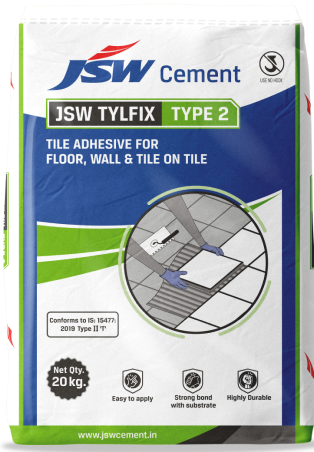 JSW Cement
USE NO HOOK
JSW TYLFIX TYPE 2
TILE ADHESIVE FOR
FLOOR, WALL & TILE ON TILE
Conforms to IS: 15477:
2019 Type II 'T'
Net Qty.
20kg.
Easy to apply
Strong bond
with substrate
Highly Durable
www.jswcement.in